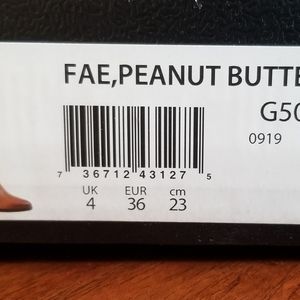 FAE,PEANUT BUTTE
G50
0919
7 36712 43127 5
UK EUR cm
4 36 23